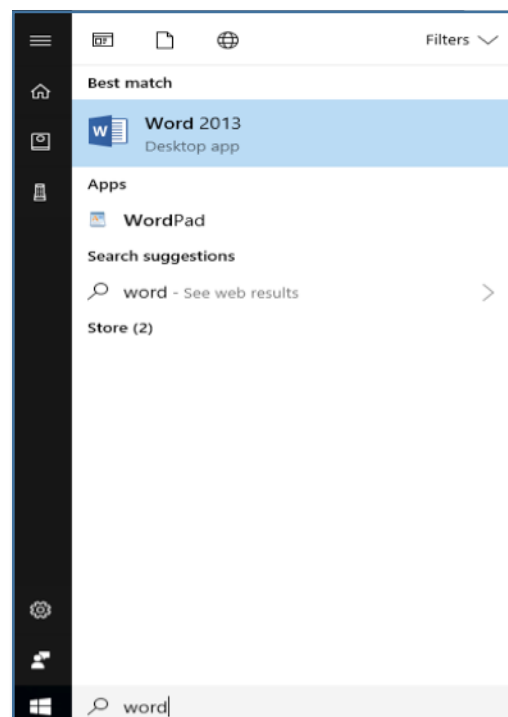 Filters
Best match
Word 2013
Desktop app
Apps
WordPad
Search suggestions
word - See web results
Store (2)
word